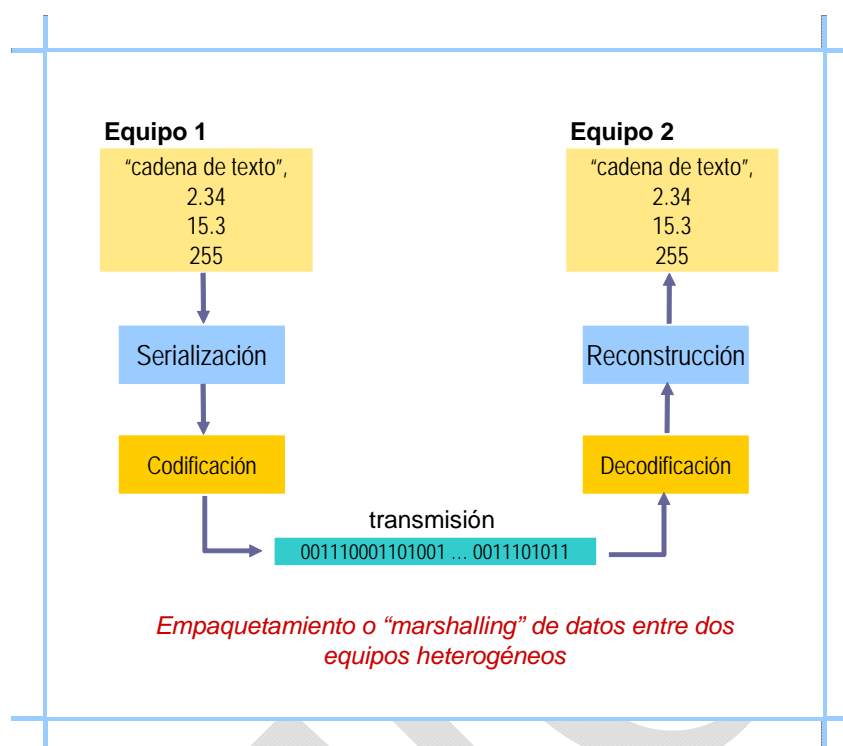 Equipo 1
“cadena de texto”,
2.34
15.3
255
Serialización
Codificación
transmisión
001110001101001 ... 0011101011
Equipo 2
“cadena de texto”,
2.34
15.3
255
Reconstrucción
Decodificación
Empaquetamiento o “marshalling” de datos entre dos
equipos heterogéneos